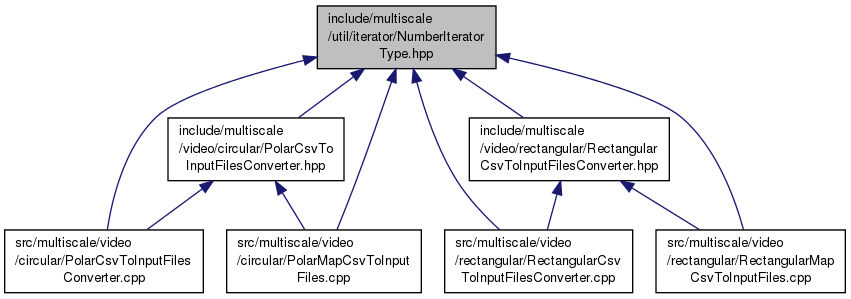 include/multiscale
/util/iterator/NumberIterator
Type.hpp
include/multiscale
/video/circular/PolarCsvTo
InputFilesConverter.hpp
include/multiscale
/video/rectangular/Rectangular
CsvToInputFilesConverter.hpp
src/multiscale/video
/circular/PolarCsvToInputFiles
Converter.cpp
src/multiscale/video
/circular/PolarMapCsvToInput
Files.cpp
src/multiscale/video
/rectangular/RectangularCsv
ToInputFilesConverter.cpp
src/multiscale/video
/rectangular/RectangularMap
CsvToInputFiles.cpp